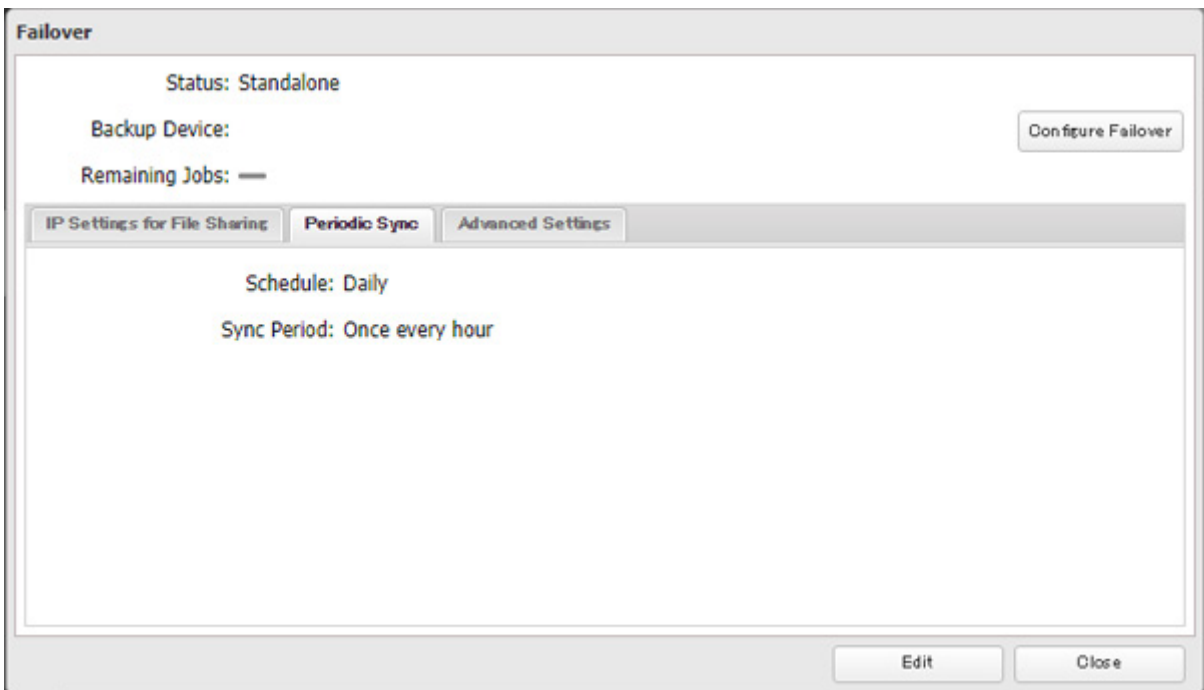 Failover
Status: Standalone
Backup Device:
Configure Failover
Remaining Jobs: —
IP Settings for File Sharing
Periodic Sync
Advanced Settings
Schedule: Daily
Sync Period: Once every hour
Edit
Close